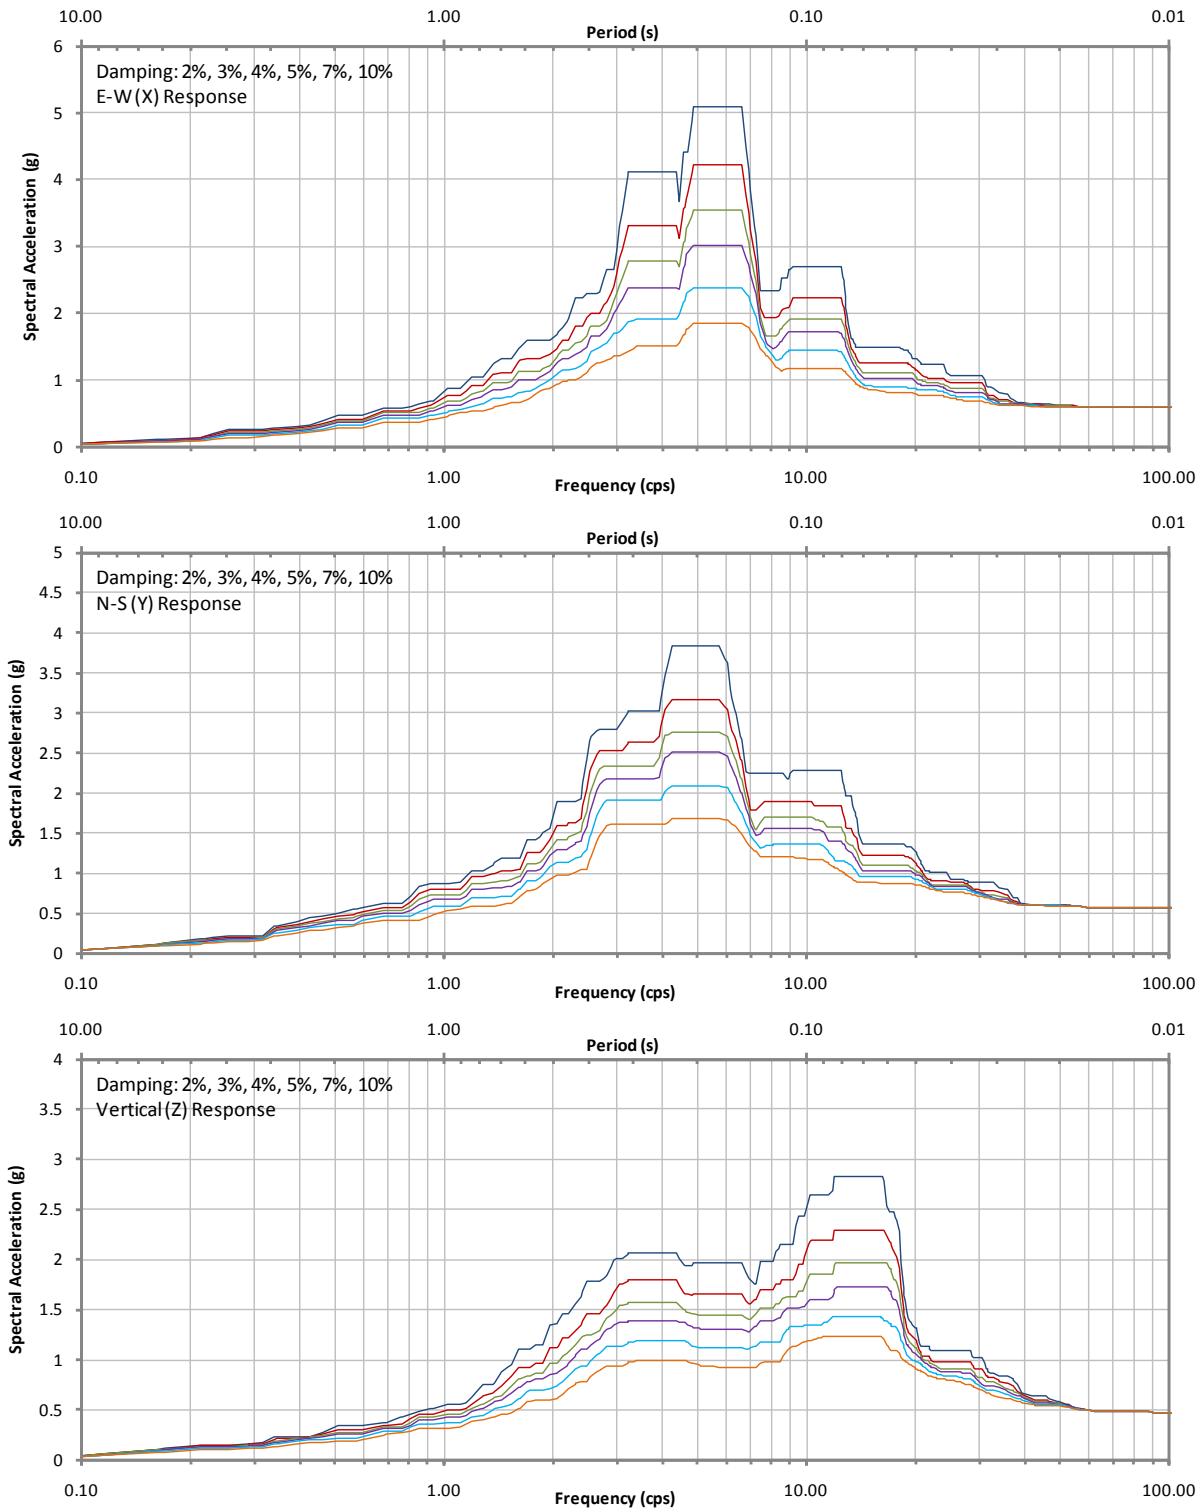 10.00 1.00 0.10 0.01
Period (s)
6
Damping: 2%, 3%, 4%, 5%, 7%, 10%
E-W (X) Response
5
4
3
2
1
0
Spectral Acceleration (g)
0.10 1.00 10.00 100.00
Frequency (cps)
10.00 1.00 0.10 0.01
Period (s)
5
Damping: 2%, 3%, 4%, 5%, 7%, 10%
4.5
N-S (Y) Response
4
3.5
3
2.5
2
1.5
1
0.5
0
Spectral Acceleration (g)
0.10 1.00 10.00 100.00
Frequency (cps)
10.00 1.00 0.10 0.01
Period (s)
4
Damping: 2%, 3%, 4%, 5%, 7%, 10%
3.5
Vertical (Z) Response
3
2.5
2
1.5
1
0.5
0
Spectral Acceleration (g)
0.10 1.00 10.00 100.00
Frequency (cps)